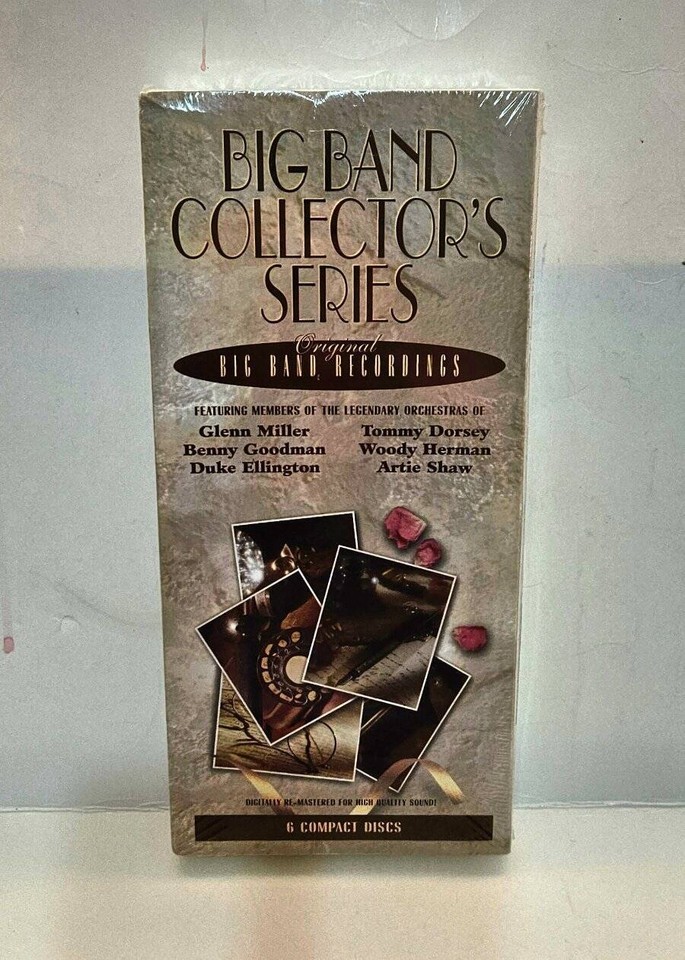 BIG BAND
COLLECTOR'S
SERIES
Original
BIG BAND RECORDINGS
FEATURING MEMBERS OF THE LEGENDARY ORCHESTRAS OF
Glenn Miller Tommy Dorsey
Benny Goodman Woody Herman
Duke Ellington Artie Shaw
DIGITALLY RE-MASTERED FOR HIGH QUALITY SOUND!
6 COMPACT DISCS